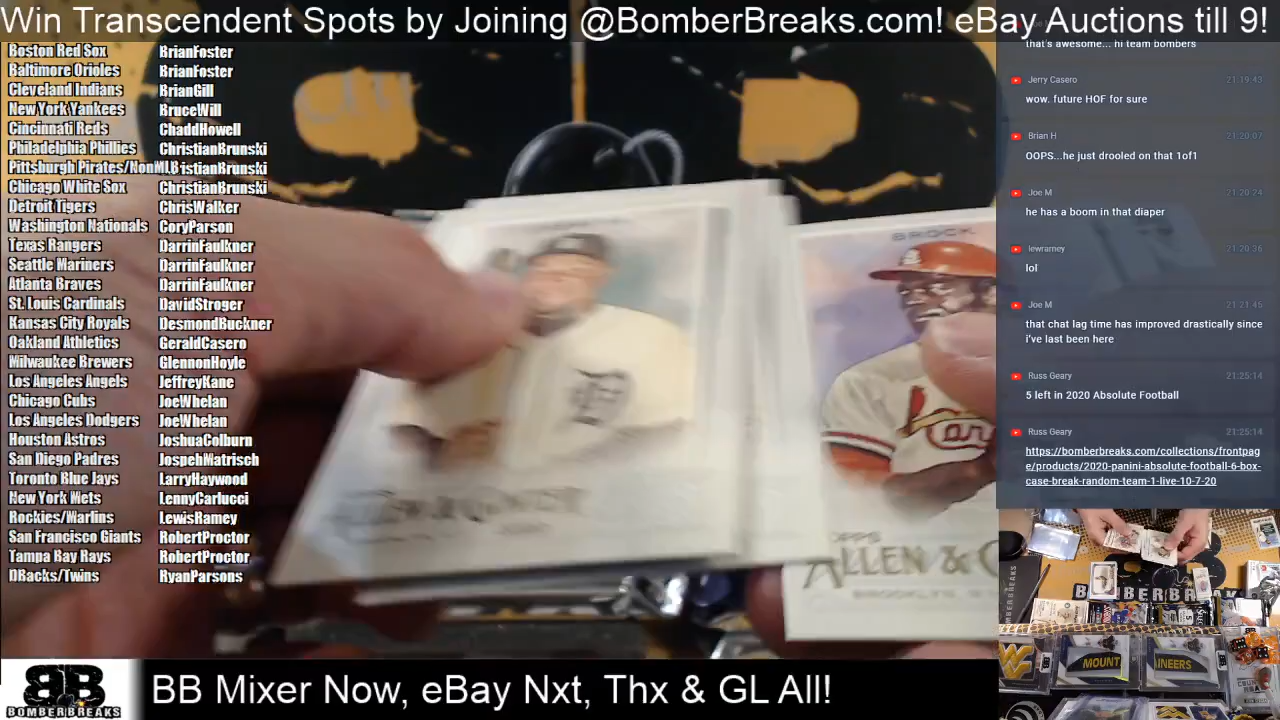 Win Transcendent Spots by Joining @BomberBreaks.com! eBay Auctions till 9!
Boston Red Sox BrianFoster
Baltimore Orioles BrianFoster
Cleveland Indians BrianGill
New York Yankees BruceWill
Cincinnati Reds ChaddHowell
Philadelphia Phillies ChristianBrunski
Pittsburgh Pirates/NonMLB ChristianBrunski
Chicago White Sox ChristianBrunski
Detroit Tigers ChrisWalker
Washington Nationals CoryParson
Texas Rangers DarrinFaulkner
Seattle Mariners DarrinFaulkner
Atlanta Braves DarrinFaulkner
St. Louis Cardinals DavidStroger
Kansas City Royals DesmondBuckner
Oakland Athletics GeraldCasero
Milwaukee Brewers GlennonHoyle
Los Angeles Angels JeffreyKane
Chicago Cubs JoeWhelan
Los Angeles Dodgers JoeWhelan
Houston Astros JoshuaColburn
San Diego Padres JospehMatrisch
Toronto Blue Jays LarryHaywood
New York Mets LennyCarlucci
Rockies/Marlins LewisRamey
San Francisco Giants RobertProctor
Tampa Ray Rays RobertProctor
DBacks/Twins RyanParsons
BROCK
Car
OPPS
ALLEN & G
BROOKLYN, N
that's awesome... hi team bombers
Jerry Casero 21:19:43
wow. future HOF for sure
Brian H 21:20:07
OOPS...he just drooled on that 1of1
Joe M 21:20:24
he has a boom in that diaper
lewramey 21:20:36
lol
Joe M 21:21:46
that chat lag time has improved drastically since
i've last been here
Russ Geary 21:25:14
5 left in 2020 Absolute Football
Russ Geary 21:25:14
https://bomberbreaks.com/collections/frontpag
e/products/2020-panini-absolute-football-6-box-
case-break-random-team-1-live-10-7-20
MOUNT
INEERS
BB
BOMBERBREAKS
BB Mixer Now, eBay Nxt, Thx & GL All!